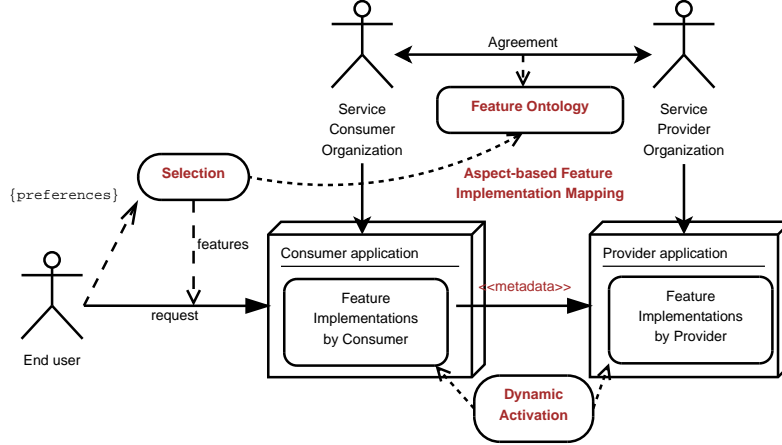 Agreement
Feature Ontology
Service
Consumer
Organization
Service
Provider
Organization
Selection
Aspect-based Feature
Implementation Mapping
{preferences}
features
Consumer application
Provider application
<<metadata>>
Feature
Implementations
by Consumer
Feature
Implementations
by Provider
request
End user
Dynamic
Activation